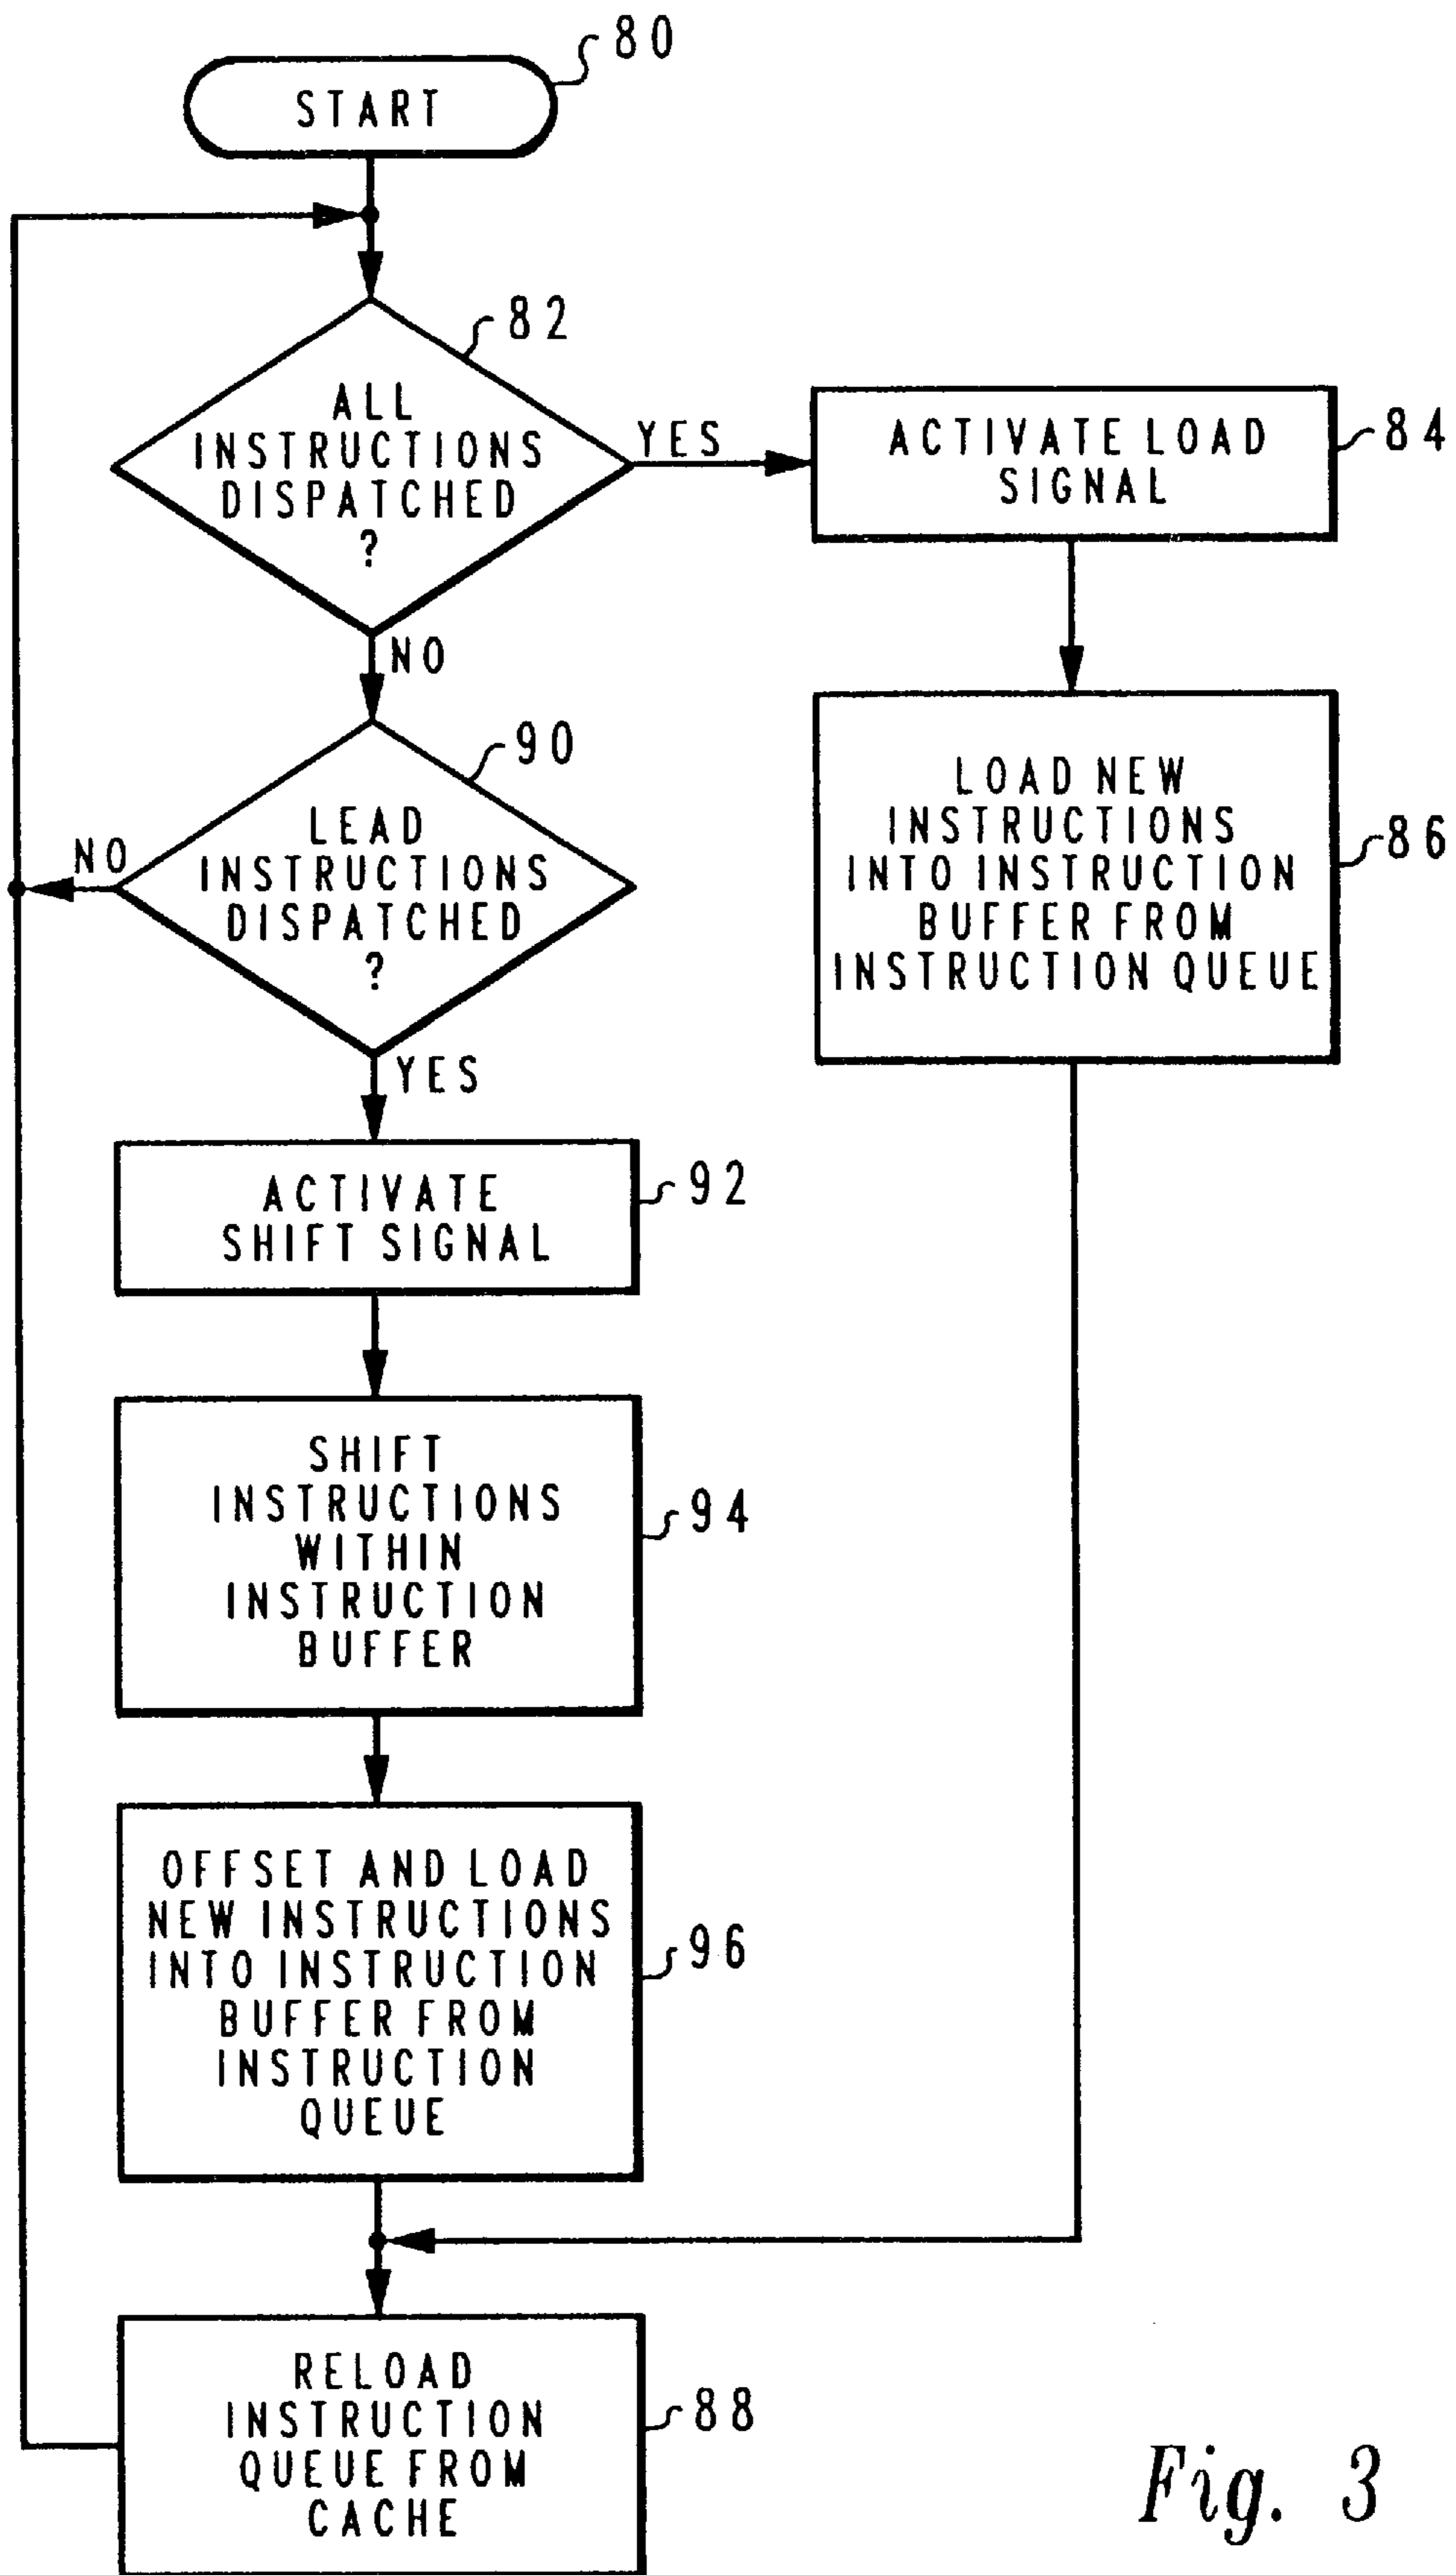 80
START
82
ALL
INSTRUCTIONS
DISPATCHED
?
YES
ACTIVATE LOAD
SIGNAL
84
NO
LOAD NEW
INSTRUCTIONS
INTO INSTRUCTION
BUFFER FROM
INSTRUCTION QUEUE
86
90
LEAD
INSTRUCTIONS
DISPATCHED
?
NO
YES
ACTIVATE
SHIFT SIGNAL
92
SHIFT
INSTRUCTIONS
WITHIN
INSTRUCTION
BUFFER
94
OFFSET AND LOAD
NEW INSTRUCTIONS
INTO INSTRUCTION
BUFFER FROM
INSTRUCTION
QUEUE
96
RELOAD
INSTRUCTION
QUEUE FROM
CACHE
88
Fig. 3